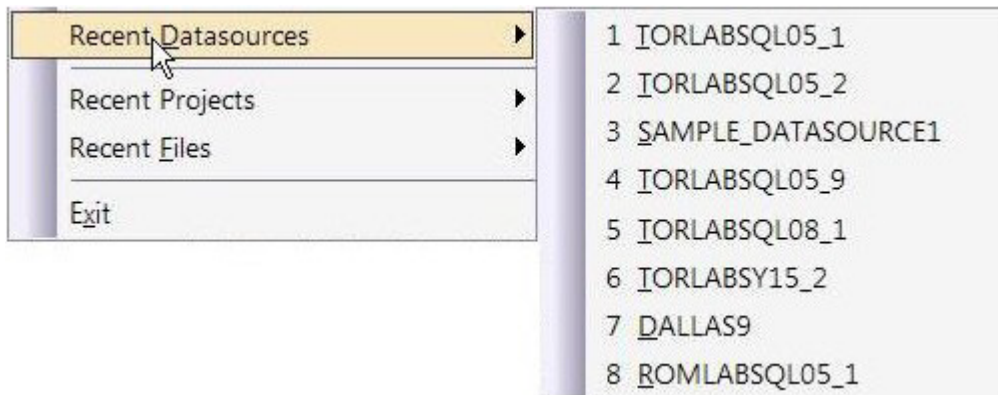 Recent Datasources
Recent Projects
Recent Files
Exit
1 TORLABSQL05_1
2 TORLABSQL05_2
3 SAMPLE_DATASOURCE1
4 TORLABSQL05_9
5 TORLABSQL08_1
6 TORLABSY15_2
7 DALLAS9
8 ROMLABSQL05_1